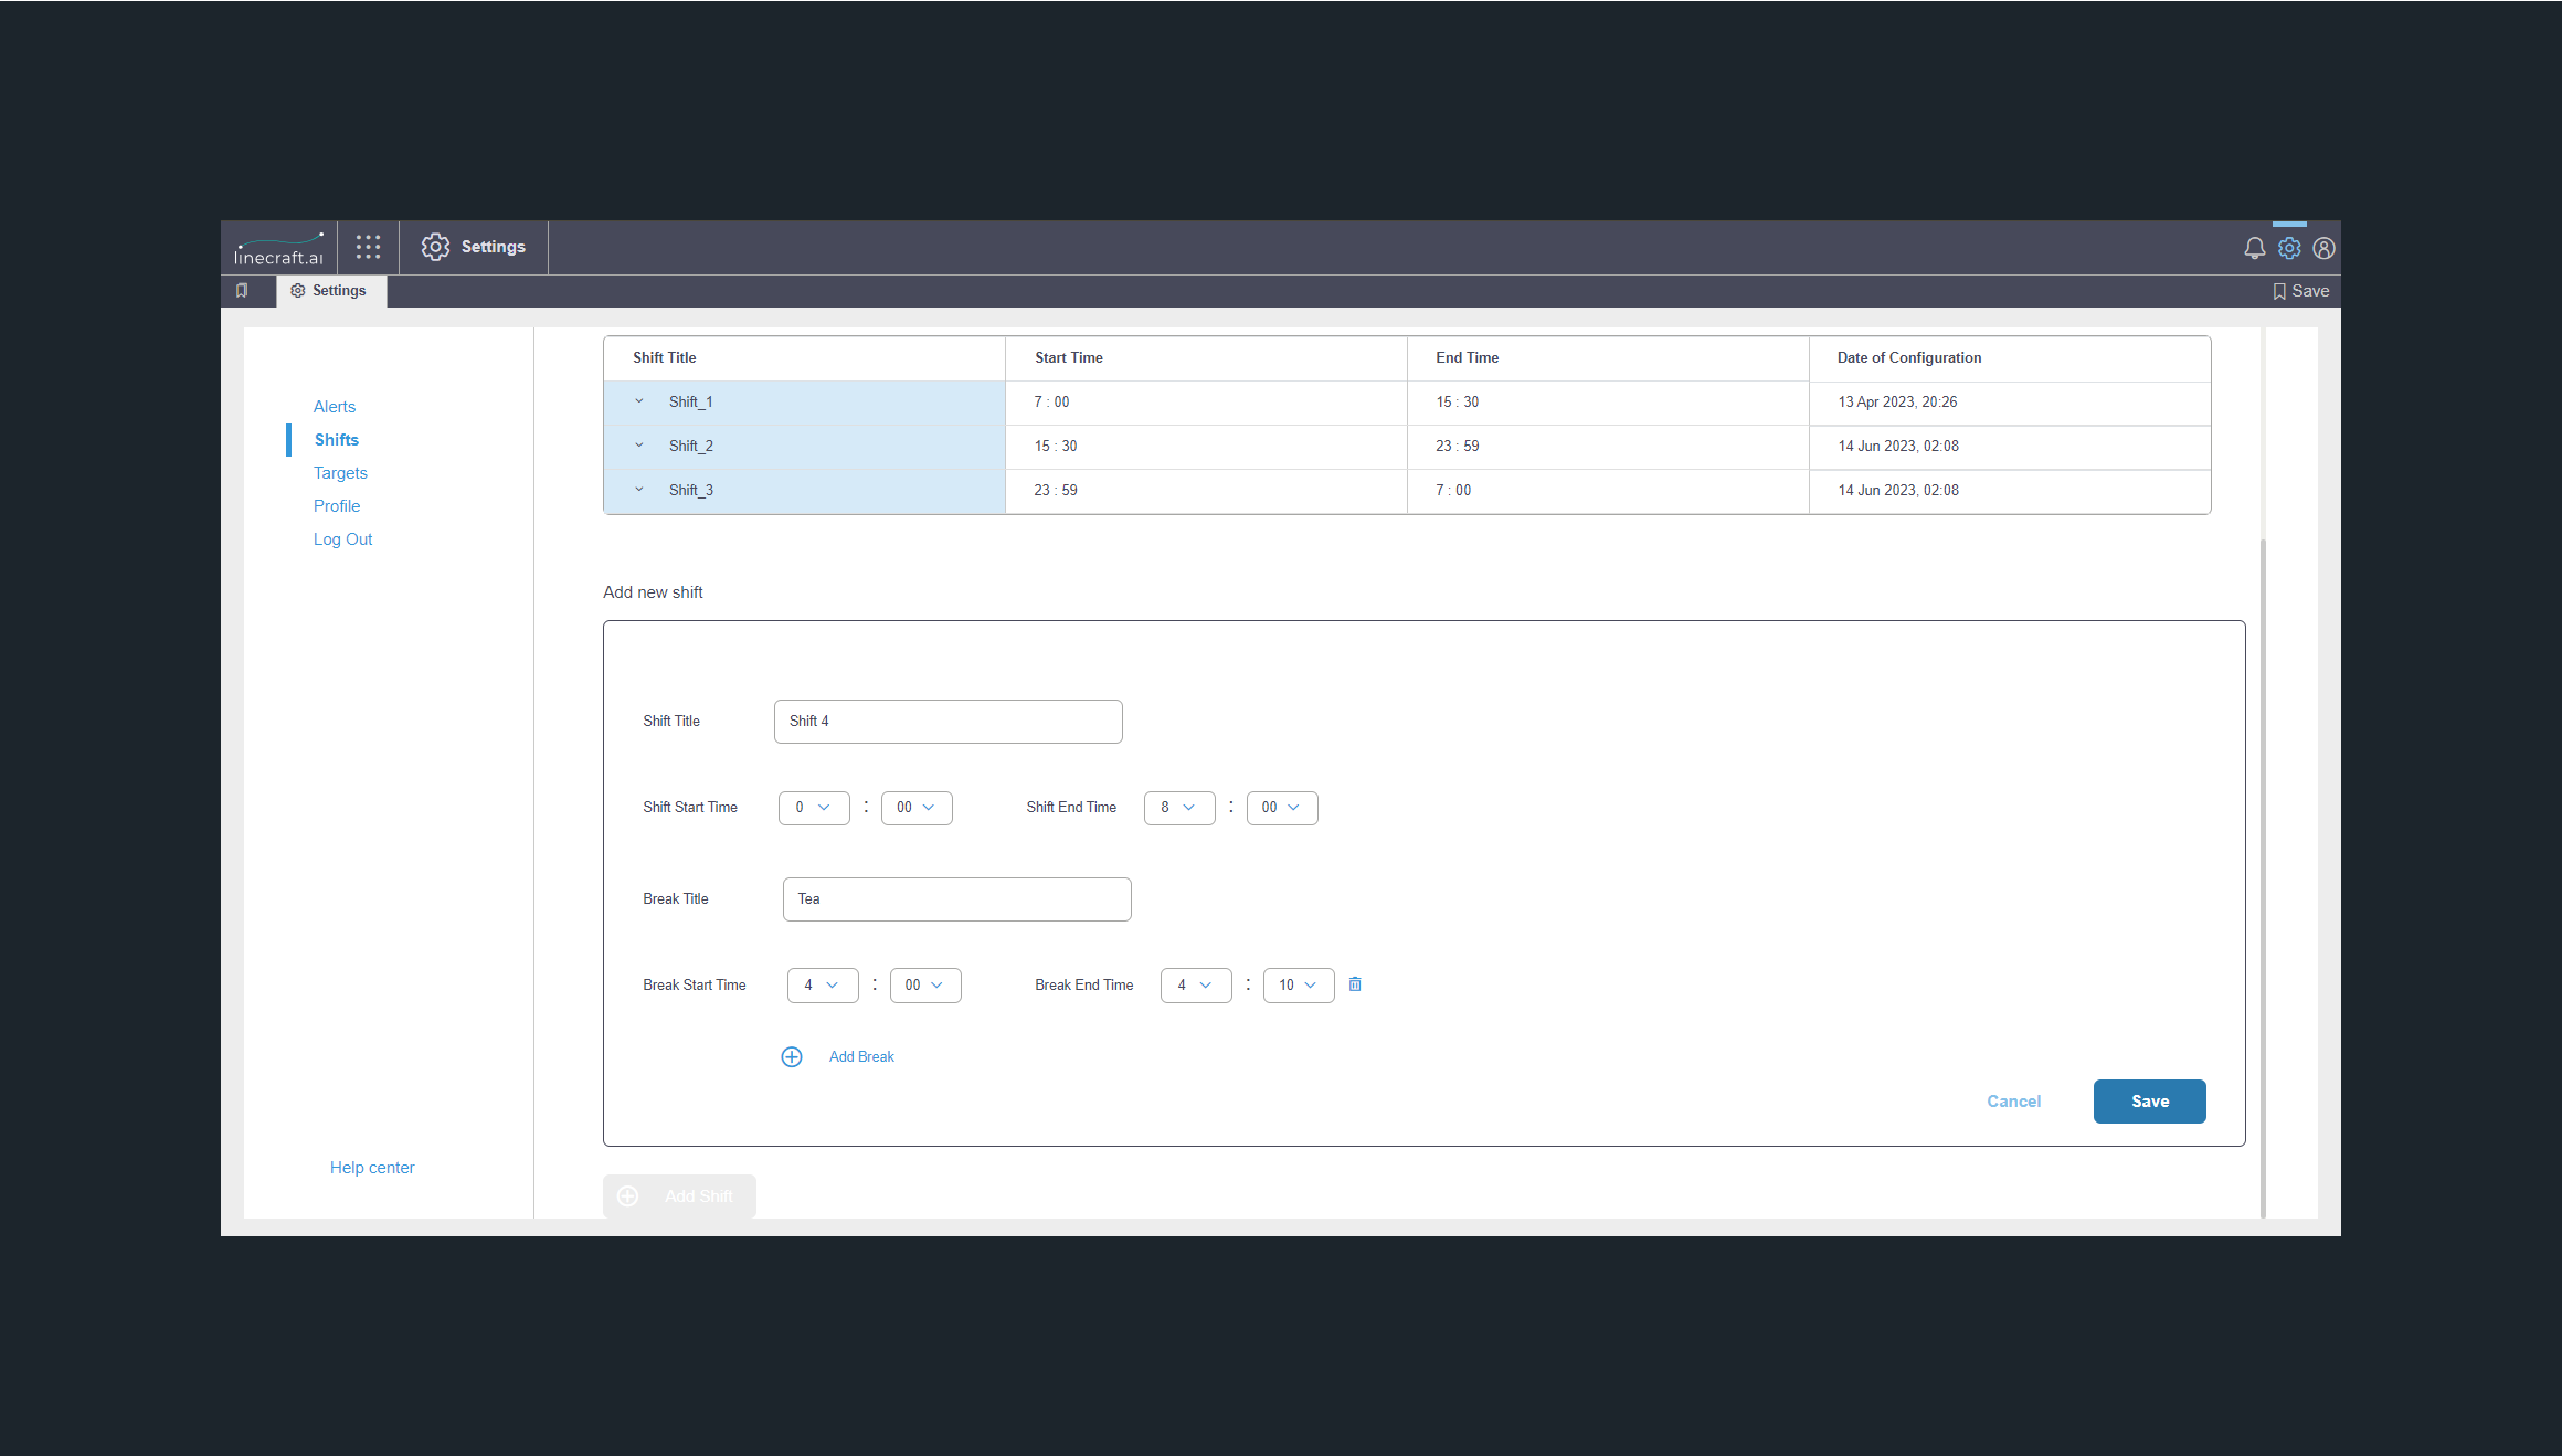 linecraft.ai
Settings
Settings
Save
Alerts
Shifts
Targets
Profile
Log Out
Help center
Shift Title Start Time End Time Date of Configuration
Shift_1 7 : 00 15 : 30 13 Apr 2023, 20:26
Shift_2 15 : 30 23 : 59 14 Jun 2023, 02:08
Shift_3 23 : 59 7 : 00 14 Jun 2023, 02:08
Add new shift
Shift Title Shift 4
Shift Start Time 0 : 00 Shift End Time 8 : 00
Break Title Tea
Break Start Time 4 : 00 Break End Time 4 : 10
Add Break
Cancel Save
Add Shift